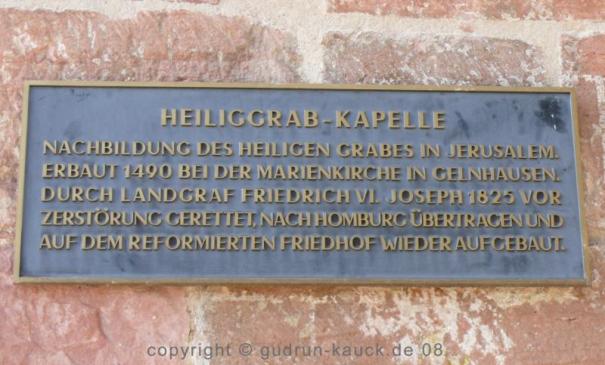 HEILIGGRAB-KAPELLE
NACHBILDUNG DES HEILIGEN GRABES IN JERUSALEM.
ERBAUT 1490 BEI DER MARIENKIRCHE IN GELNHAUSEN.
DURCH LANDGRAF FRIEDRICH VI. JOSEPH 1825 VOR
ZERSTÖRUNG GERETTET, NACH HOMBURG ÜBERTRAGEN UND
AUF DEM REFORMIERTEN FRIEDHOF WIEDER AUFGEBAUT.
copyright © gudrun-kauck.de 08